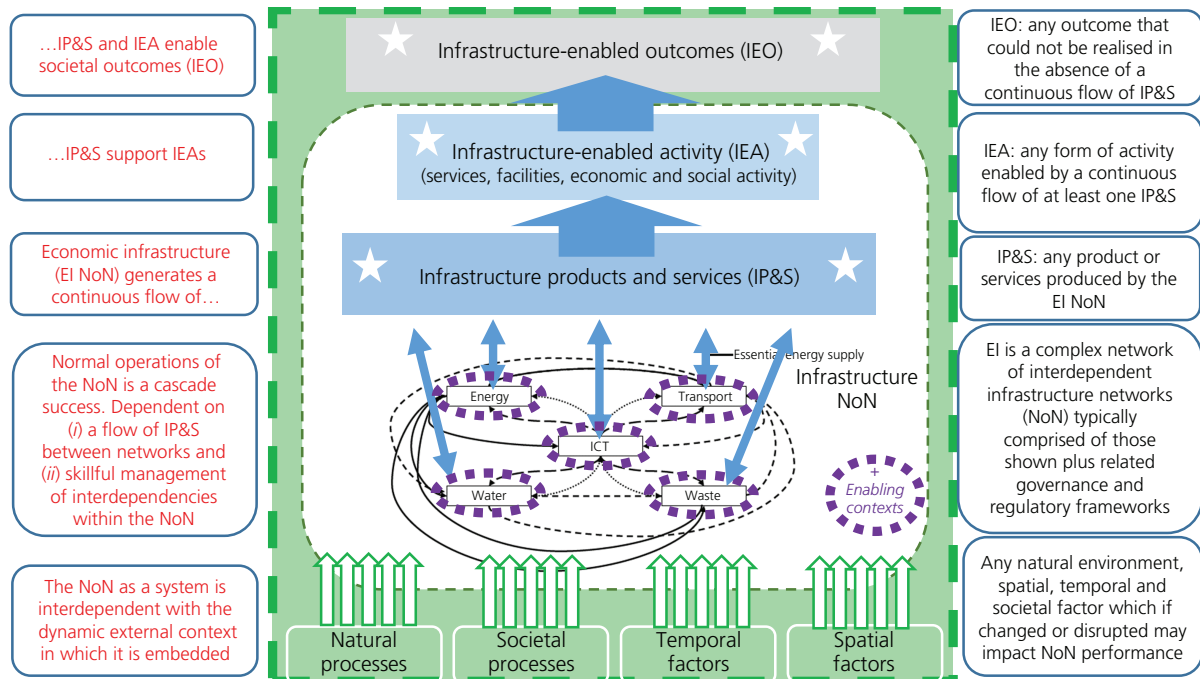 …IP&S and IEA enable
societal outcomes (IEO)
…IP&S support IEAs
Economic infrastructure
(EI NoN) generates a
continuous flow of…
Normal operations of
the NoN is a cascade
success. Dependent on
(i) a flow of IP&S
between networks and
(ii) skillful management
of interdependencies
within the NoN
The NoN as a system is
interdependent with the
dynamic external context
in which it is embedded
Infrastructure-enabled outcomes (IEO)
Infrastructure-enabled activity (IEA)
(services, facilities, economic and social activity)
Infrastructure products and services (IP&S)
Essential energy supply
Infrastructure
NoN
Energy
Transport
ICT
Water
Waste
+
Enabling
contexts
Natural
processes
Societal
processes
Temporal
factors
Spatial
factors
IEO: any outcome that
could not be realised in
the absence of a
continuous flow of IP&S
IEA: any form of activity
enabled by a continuous
flow of at least one IP&S
IP&S: any product or
services produced by the
EI NoN
EI is a complex network
of interdependent
infrastructure networks
(NoN) typically
comprised of those
shown plus related
governance and
regulatory frameworks
Any natural environment,
spatial, temporal and
societal factor which if
changed or disrupted may
impact NoN performance